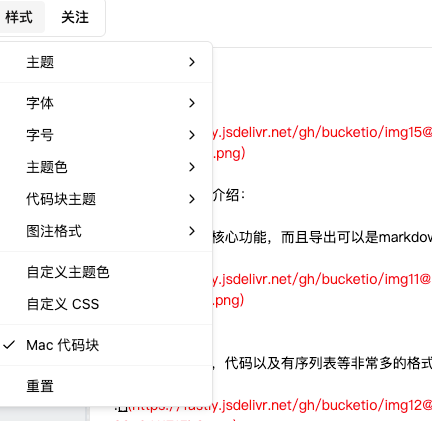 样式 关注
主题
字体
字号
主题色
代码块主题
图注格式
自定义主题色
自定义 CSS
Mac 代码块
重置
y.jsdelivr.net/gh/bucketio/img15@
.png)
介绍：
核心功能，而且导出可以是markdow
y.jsdelivr.net/gh/bucketio/img11@
.png)
，代码以及有序列表等非常多的格式
(https://fastly.jsdelivr.net/gh/bucketio/img12@